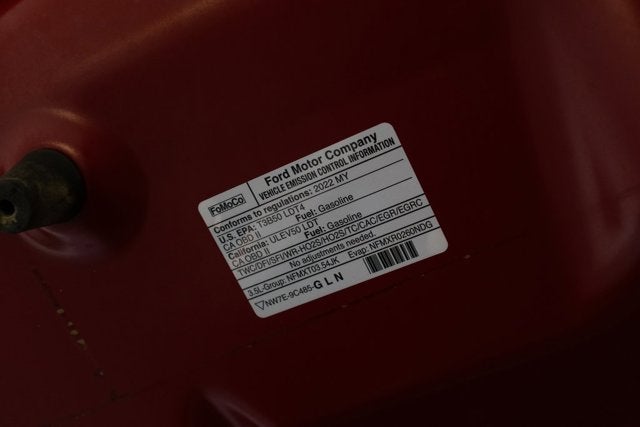 FoMoCo
Ford Motor Company
VEHICLE EMISSION CONTROL INFORMATION
Conforms to regulations: 2022 MY
U.S. EPA: T3B50 LDT4 Fuel: Gasoline
CA OBD II
California: ULEV50 LDT Fuel: Gasoline
CA OBD II
TWC/DFI/SFI/WR-HO2S/HO2S/TC/CAC/EGR/EGRC
No adjustments needed.
3.5L-Group: NFMXT03.54JK Evap: NFMXR0260NDG
NW7E-9C485-GLN